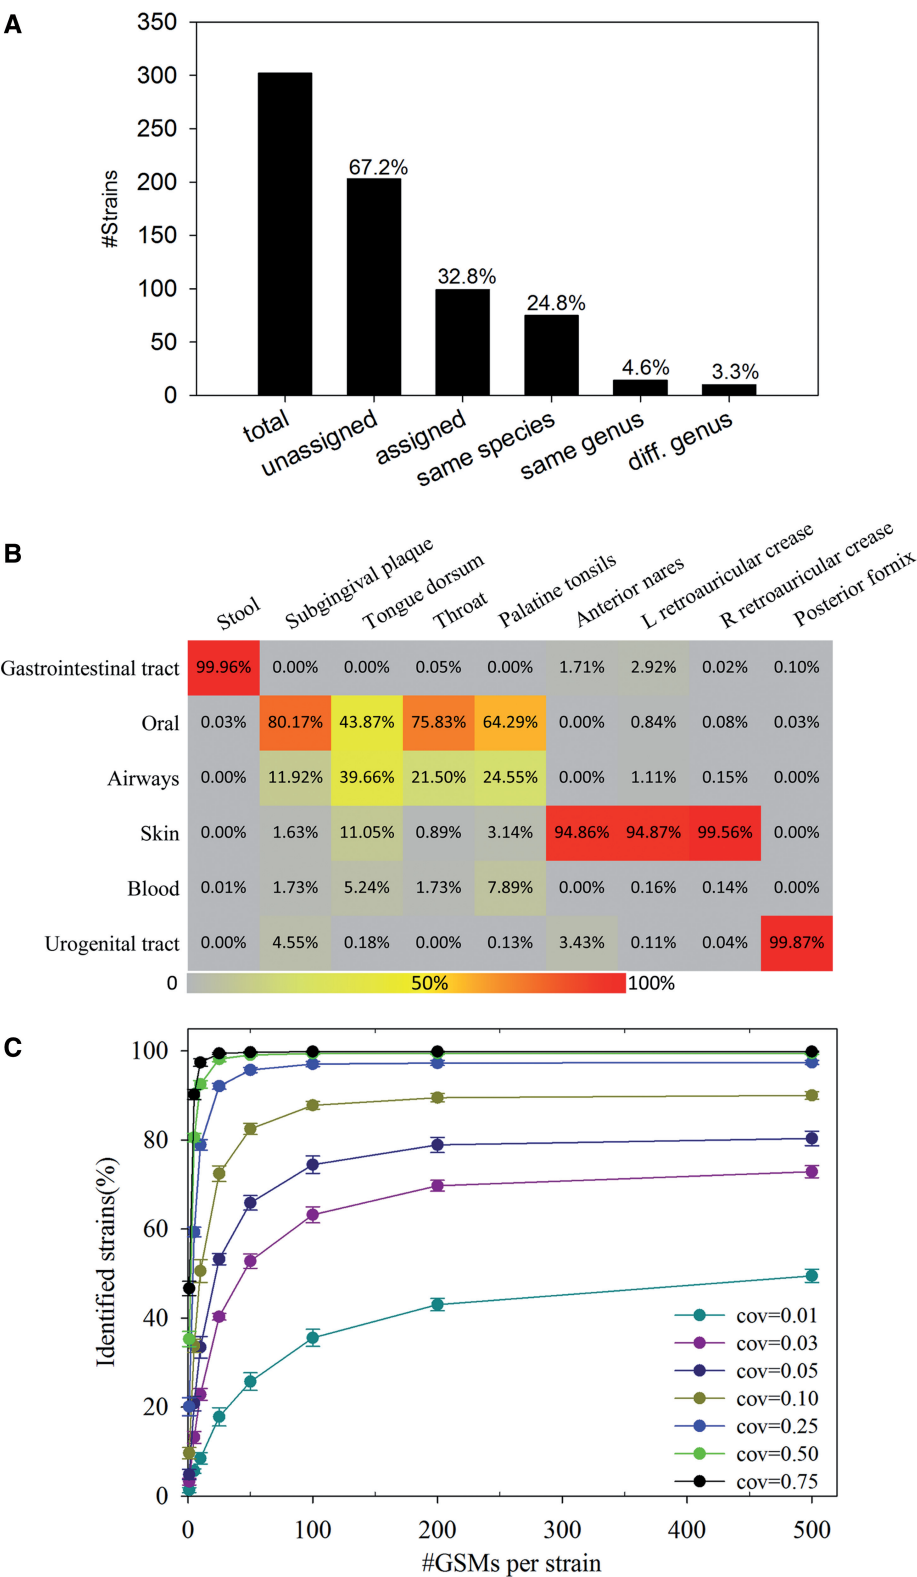 A
350
300
250
200
150
100
50
0
#Strains
67.2%
32.8%
24.8%
4.6%
3.3%
total
unassigned
assigned
same species
same genus
diff. genus
B
Stool
Subgingival plaque
Tongue dorsum
Throat
Palatine tonsils
Anterior nares
L retroauricular crease
R retroauricular crease
Posterior fornix
Gastrointestinal tract 99.96% 0.00% 0.00% 0.05% 0.00% 1.71% 2.92% 0.02% 0.10%
Oral 0.03% 80.17% 43.87% 75.83% 64.29% 0.00% 0.84% 0.08% 0.03%
Airways 0.00% 11.92% 39.66% 21.50% 24.55% 0.00% 1.11% 0.15% 0.00%
Skin 0.00% 1.63% 11.05% 0.89% 3.14% 94.86% 94.87% 99.56% 0.00%
Blood 0.01% 1.73% 5.24% 1.73% 7.89% 0.00% 0.16% 0.14% 0.00%
Urogenital tract 0.00% 4.55% 0.18% 0.00% 0.13% 3.43% 0.11% 0.04% 99.87%
0 50% 100%
C
100
80
60
40
20
0
Identified strains(%)
cov=0.01
cov=0.03
cov=0.05
cov=0.10
cov=0.25
cov=0.50
cov=0.75
0 100 200 300 400 500
#GSMs per strain